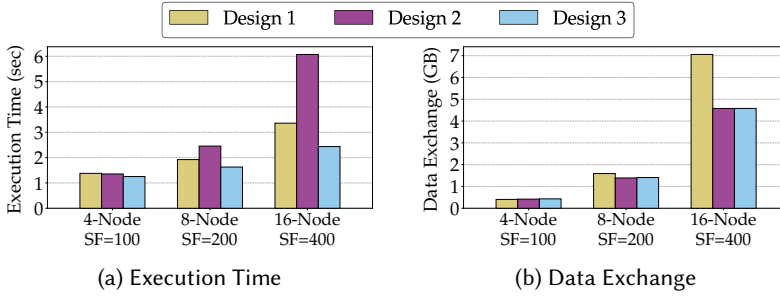 Design 1 Design 2 Design 3
Execution Time (sec)
6
5
4
3
2
1
0
4-Node 8-Node 16-Node
SF=100 SF=200 SF=400
(a) Execution Time
Data Exchange (GB)
7
6
5
4
3
2
1
0
4-Node 8-Node 16-Node
SF=100 SF=200 SF=400
(b) Data Exchange